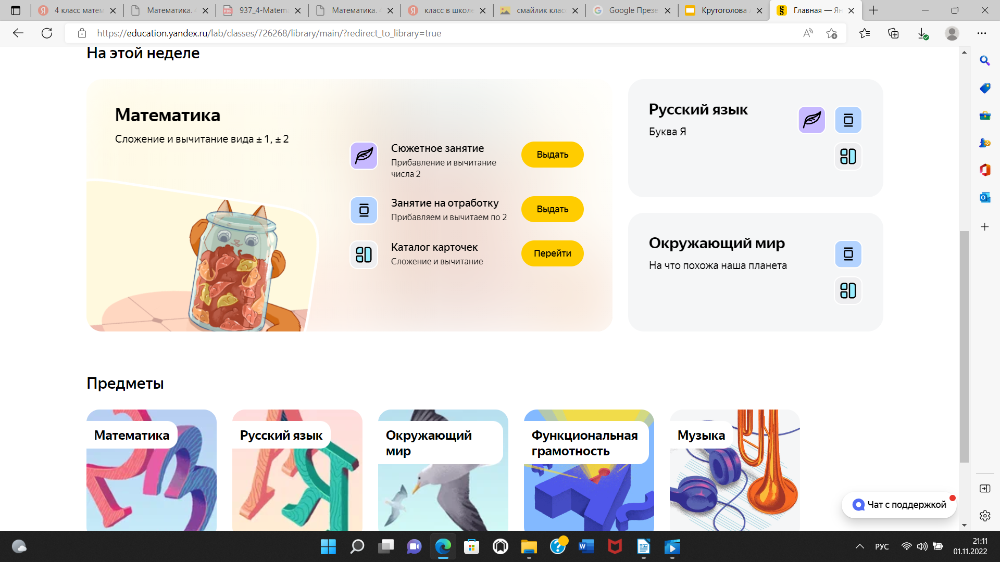 4 класс матем
Математика. 4
937_4-Матема
Математика. 4
класс в школе
смайлик клас
Google Презе
Крутоголова
Главная — Ян
https://education.yandex.ru/lab/classes/726268/library/main/?redirect_to_library=true
На этой неделе
Математика
Сложение и вычитание вида ± 1, ± 2
Сюжетное занятие
Прибавление и вычитание
числа 2
Выдать
Занятие на отработку
Прибавляем и вычитаем по 2
Выдать
Каталог карточек
Сложение и вычитание
Перейти
Русский язык
Буква Я
Окружающий мир
На что похожа наша планета
Предметы
Математика
Русский язык
Окружающий
мир
Функциональная
грамотность
Музыка
Чат с поддержкой
РУС
21:11
01.11.2022